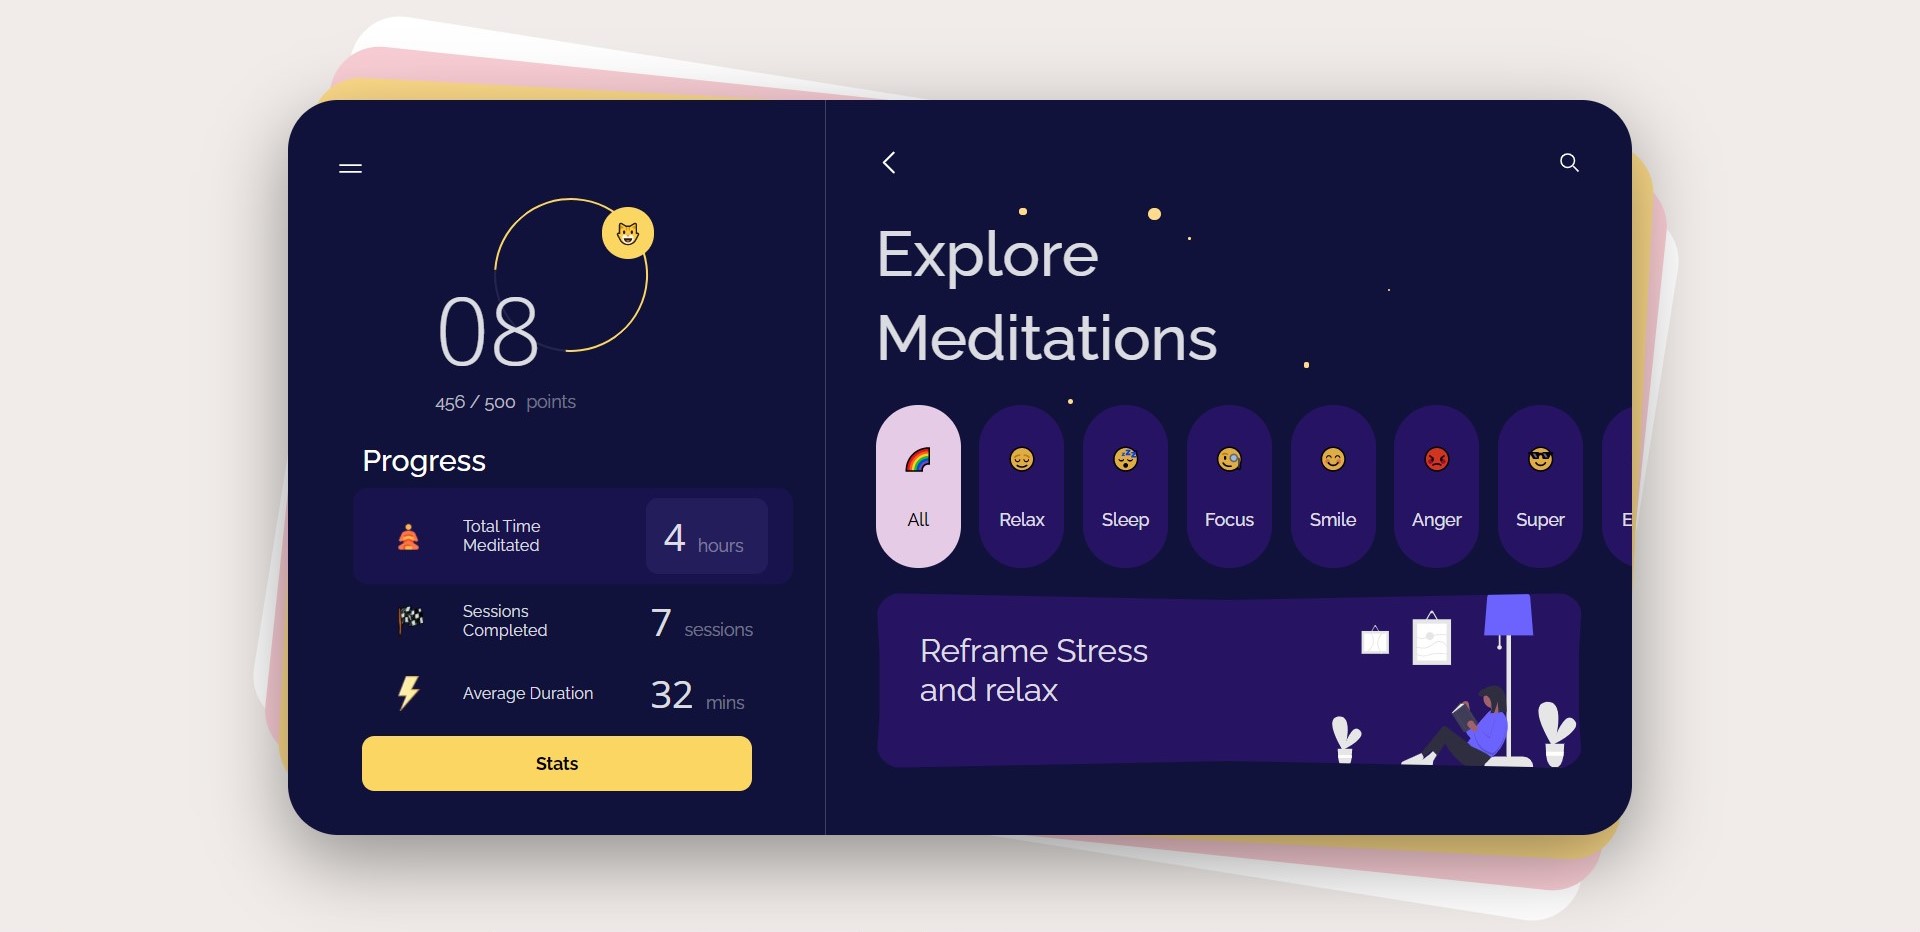 08
456 / 500 points
Progress
Total Time
Meditated
4 hours
Sessions
Completed
7 sessions
Average Duration
32 mins
Stats
Explore
Meditations
All
Relax
Sleep
Focus
Smile
Anger
Super
Reframe Stress
and relax